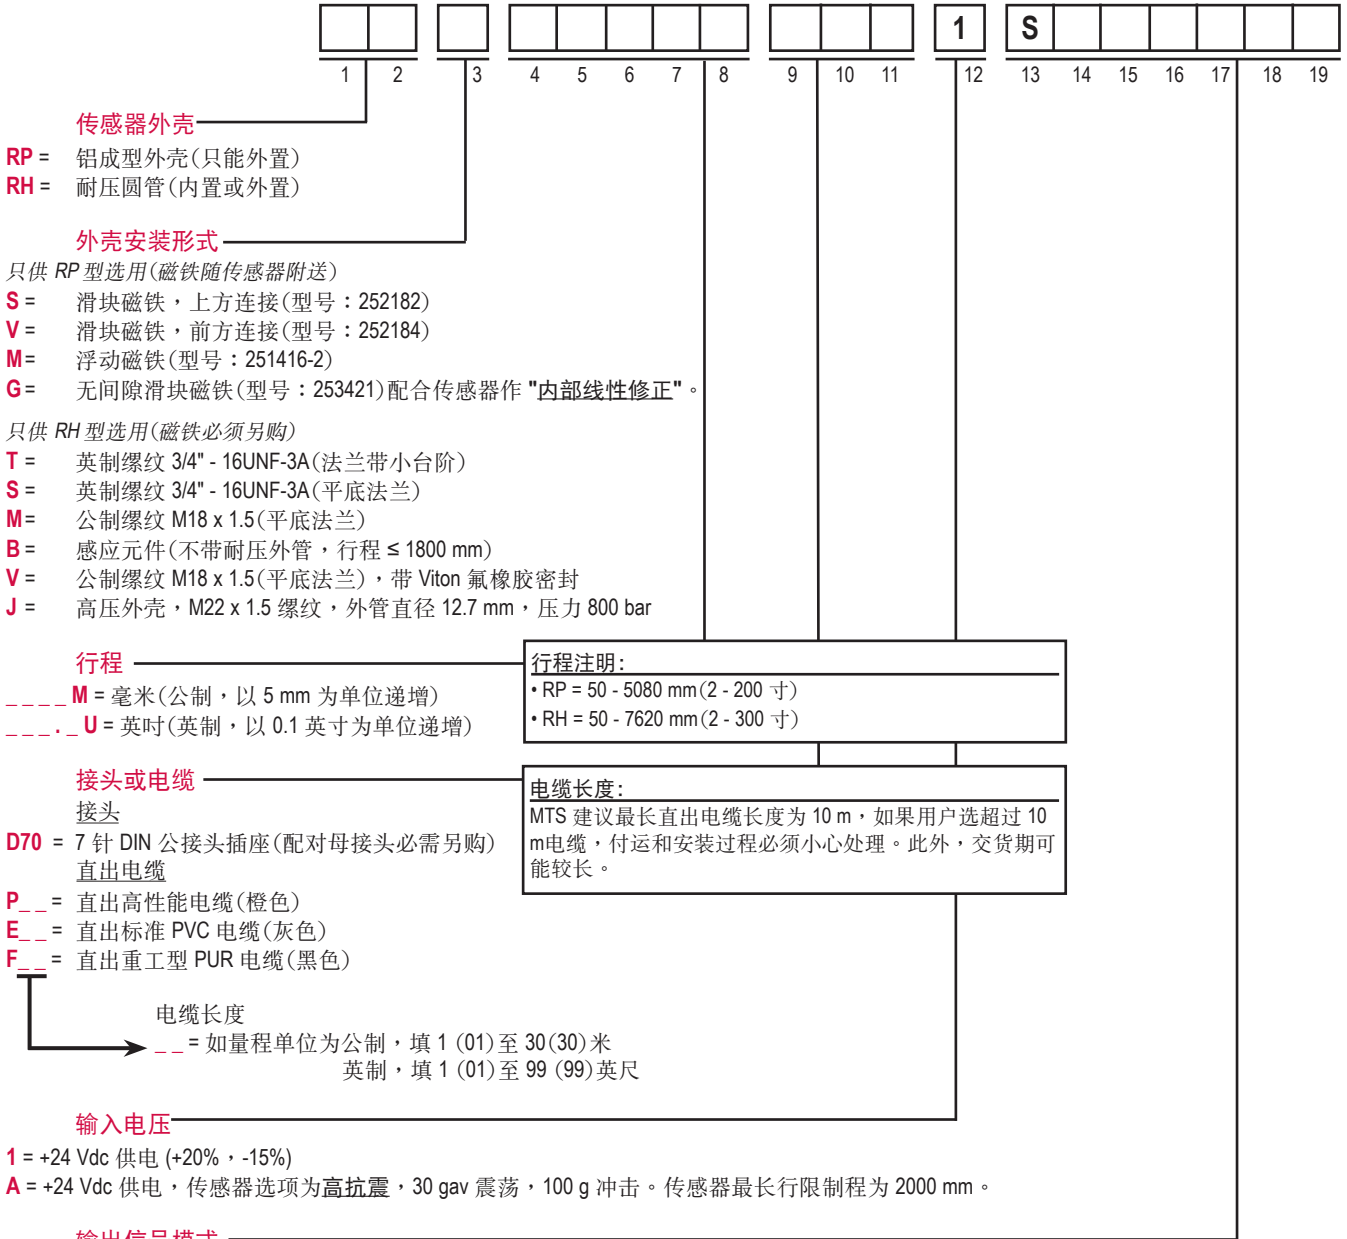 1 S
1 2 3 4 5 6 7 8 9 10 11 12 13 14 15 16 17 18 19
传感器外壳
RP = 铝成型外壳(只能外置)
RH = 耐压圆管(内置或外置)
外壳安装形式
只供 RP 型选用(磁铁随传感器附送)
S = 滑块磁铁，上方连接(型号：252182)
V = 滑块磁铁，前方连接(型号：252184)
M = 浮动磁铁(型号：251416-2)
G = 无间隙滑块磁铁(型号：253421)配合传感器作 "内部线性修正"。
只供 RH 型选用(磁铁必须另购)
T = 英制缧纹 3/4" - 16UNF-3A(法兰带小台阶)
S = 英制缧纹 3/4" - 16UNF-3A(平底法兰)
M = 公制缧纹 M18 x 1.5(平底法兰)
B = 感应元件(不带耐压外管，行程 ≤ 1800 mm)
V = 公制缧纹 M18 x 1.5(平底法兰)，带 Viton 氟橡胶密封
J = 高压外壳，M22 x 1.5 缧纹，外管直径 12.7 mm，压力 800 bar
行程
_ _ _ _ M = 毫米(公制，以 5 mm 为单位递增)
_ _ _ . _ U = 英吋(英制，以 0.1 英寸为单位递增)
行程注明:
• RP = 50 - 5080 mm(2 - 200 寸)
• RH = 50 - 7620 mm(2 - 300 寸)
接头或电缆
接头
D70 = 7 针 DIN 公接头插座(配对母接头必需另购)
直出电缆
P_ _ = 直出高性能电缆(橙色)
E_ _ = 直出标准 PVC 电缆(灰色)
F_ _ = 直出重工型 PUR 电缆(黑色)
电缆长度:
MTS 建议最长直出电缆长度为 10 m，如果用户选超过 10
m电缆，付运和安装过程必须小心处理。此外，交货期可
能较长。
电缆长度
_ _ = 如量程单位为公制，填 1 (01)至 30(30)米
英制，填 1 (01)至 99 (99)英尺
输入电压
1 = +24 Vdc 供电 (+20%，-15%)
A = +24 Vdc 供电，传感器选项为高抗震，30 gav 震荡，100 g 冲击。传感器最长行限制程为 2000 mm。
输出信号模式